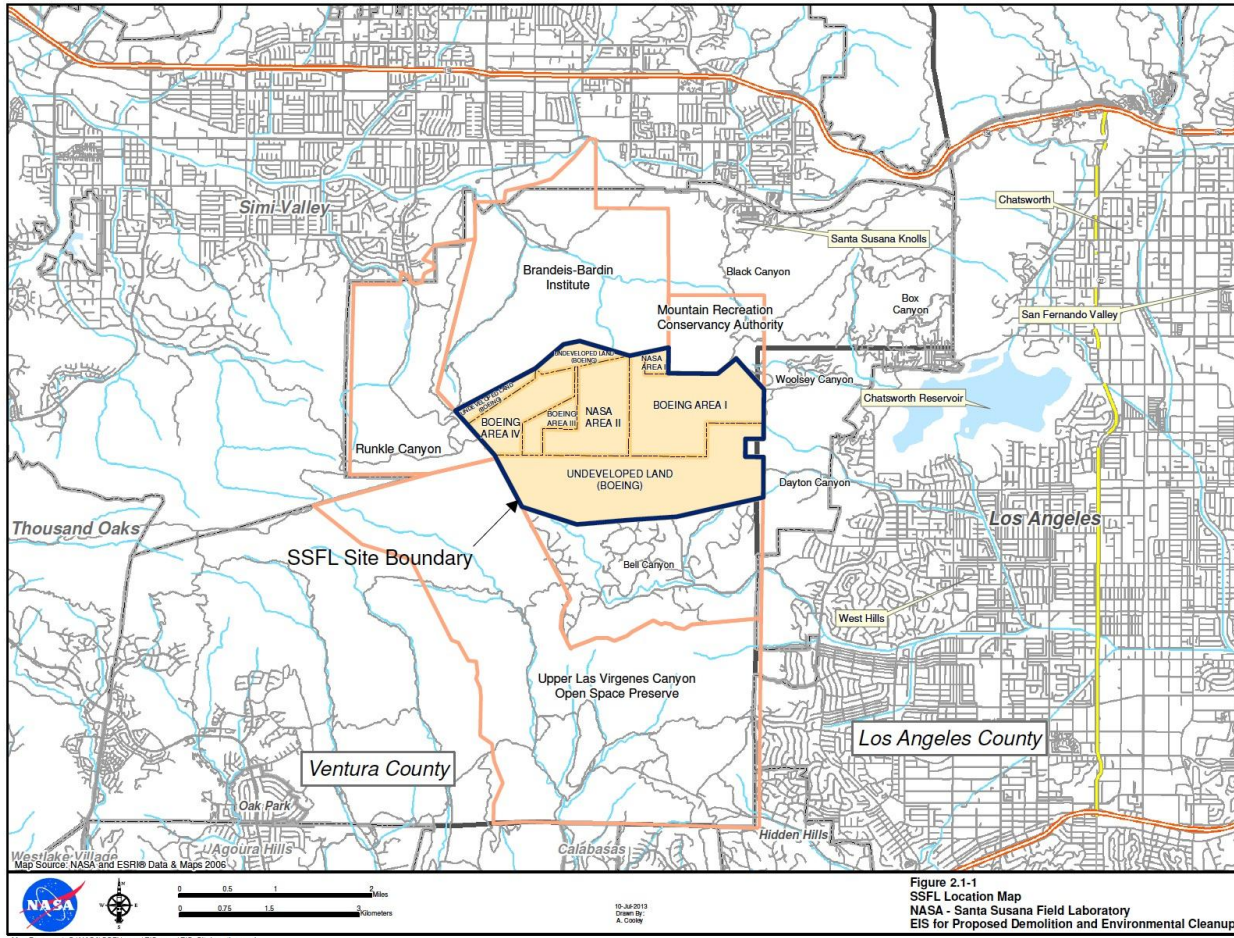 Simi Valley
Santa Susana Knolls
Chatsworth
Brandeis-Bardin
Institute
Black Canyon
Box
Canyon
Mountain Recreation
Conservancy Authority
San Fernando Valley
UNDEVELOPED LAND
(BOEING)
NASA
AREA I
Woolsey Canyon
UNDEVELOPED LAND
(BOEING)
Chatsworth Reservoir
BOEING
AREA IV
BOEING
AREA III
NASA
AREA II
BOEING AREA I
Runkle Canyon
UNDEVELOPED LAND
(BOEING)
Dayton Canyon
Thousand Oaks
Los Angeles
SSFL Site Boundary
Bell Canyon
West Hills
Upper Las Virgenes Canyon
Open Space Preserve
Ventura County
Los Angeles County
Oak Park
Hidden Hills
Westlake Village
Agoura Hills
Calabasas
Map Source: NASA and ESRI® Data & Maps 2006
NASA
N
W
E
S
0 0.5 1 2
Miles
0 0.75 1.5 3
Kilometers
10-Jul-2013
Drawn By:
A. Cooley
Figure 2.1-1
SSFL Location Map
NASA - Santa Susana Field Laboratory
EIS for Proposed Demolition and Environmental Cleanup